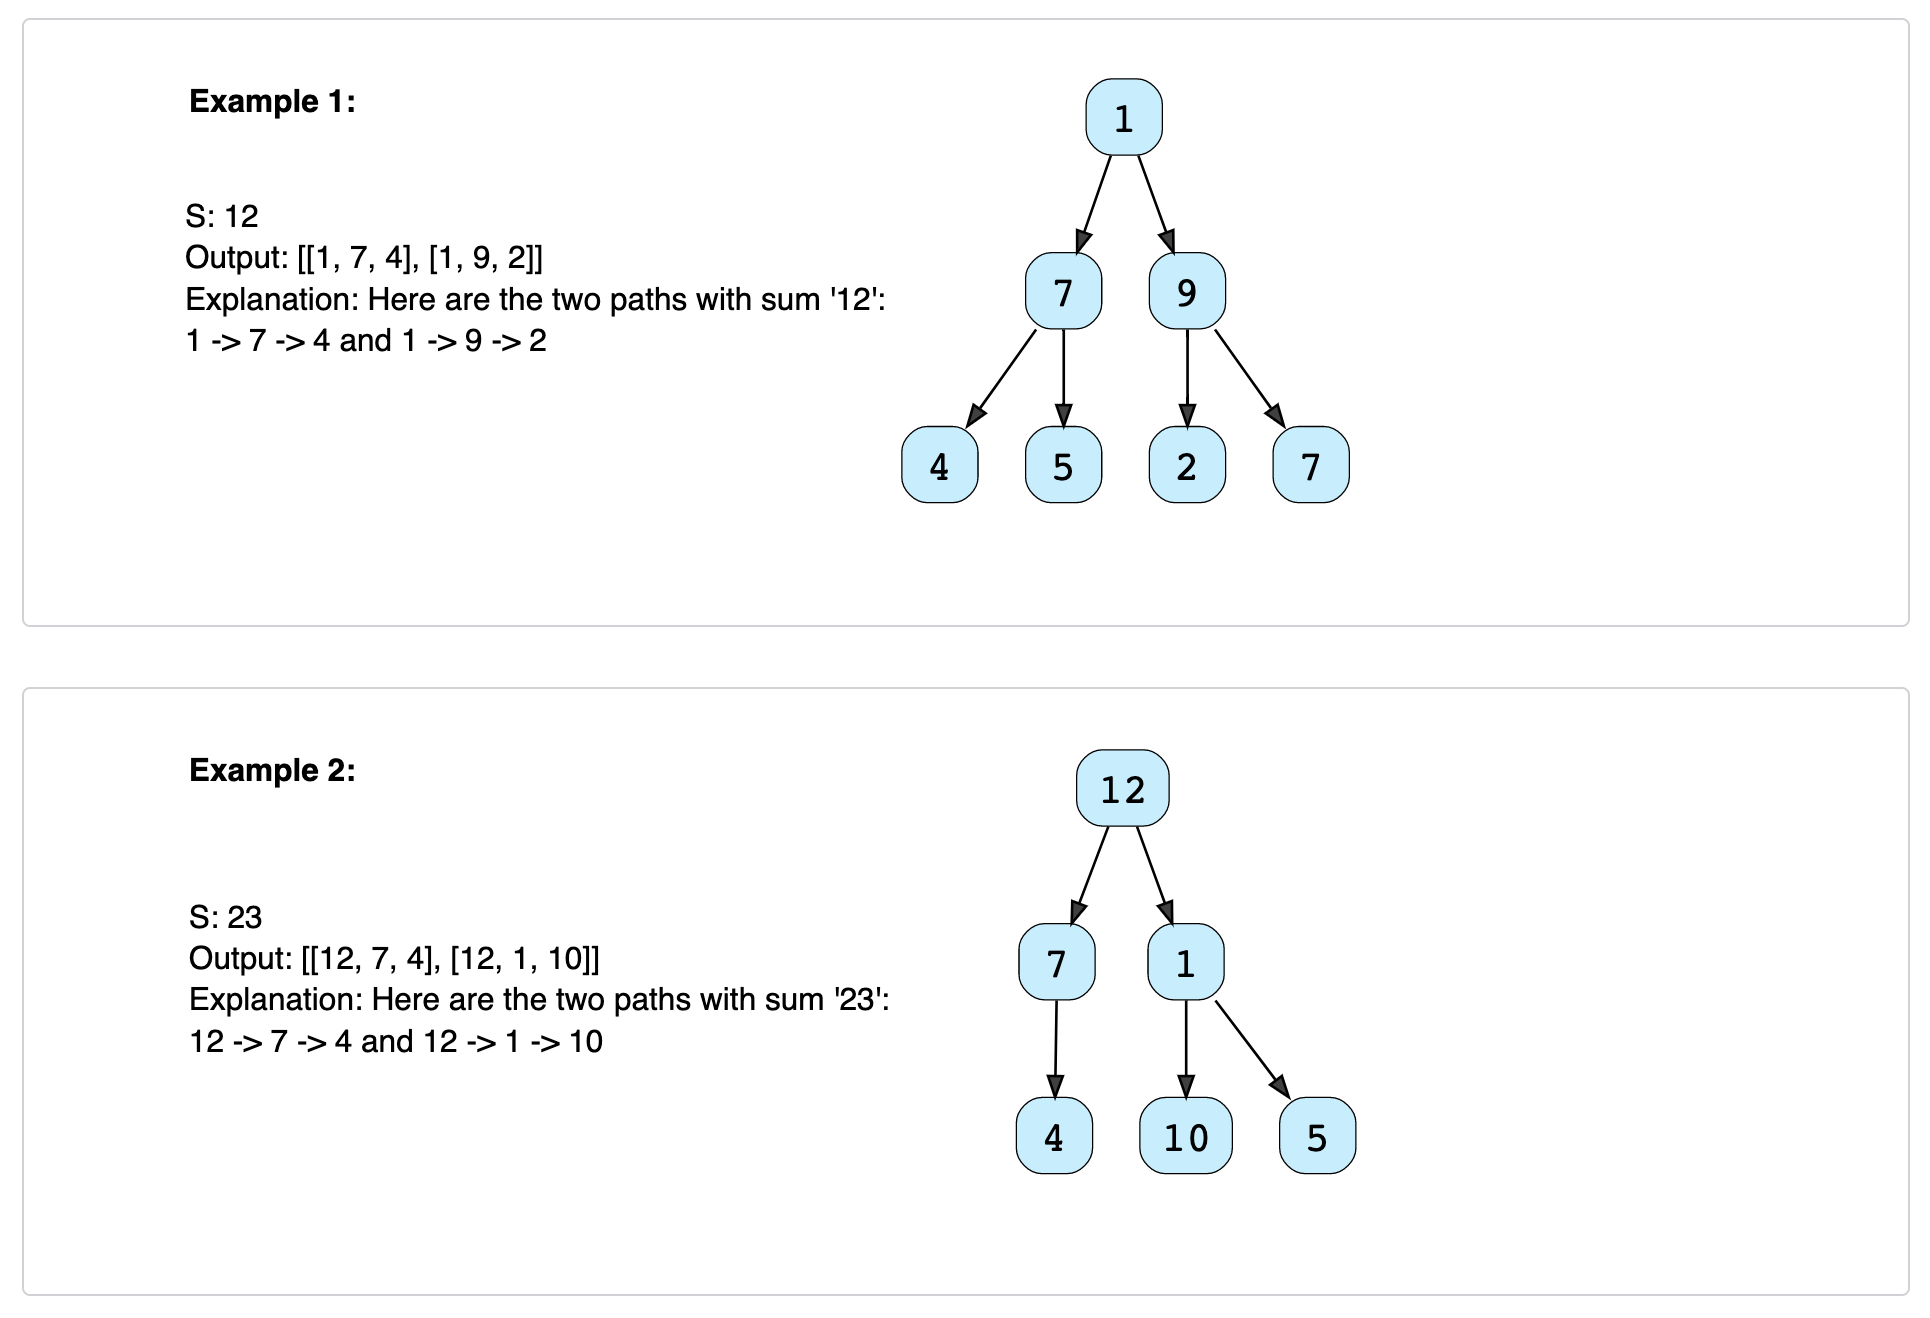 Example 1:
S: 12
Output: [[1, 7, 4], [1, 9, 2]]
Explanation: Here are the two paths with sum '12':
1 -> 7 -> 4 and 1 -> 9 -> 2
1
7 9
4 5 2 7
Example 2:
S: 23
Output: [[12, 7, 4], [12, 1, 10]]
Explanation: Here are the two paths with sum '23':
12 -> 7 -> 4 and 12 -> 1 -> 10
12
7 1
4 10 5